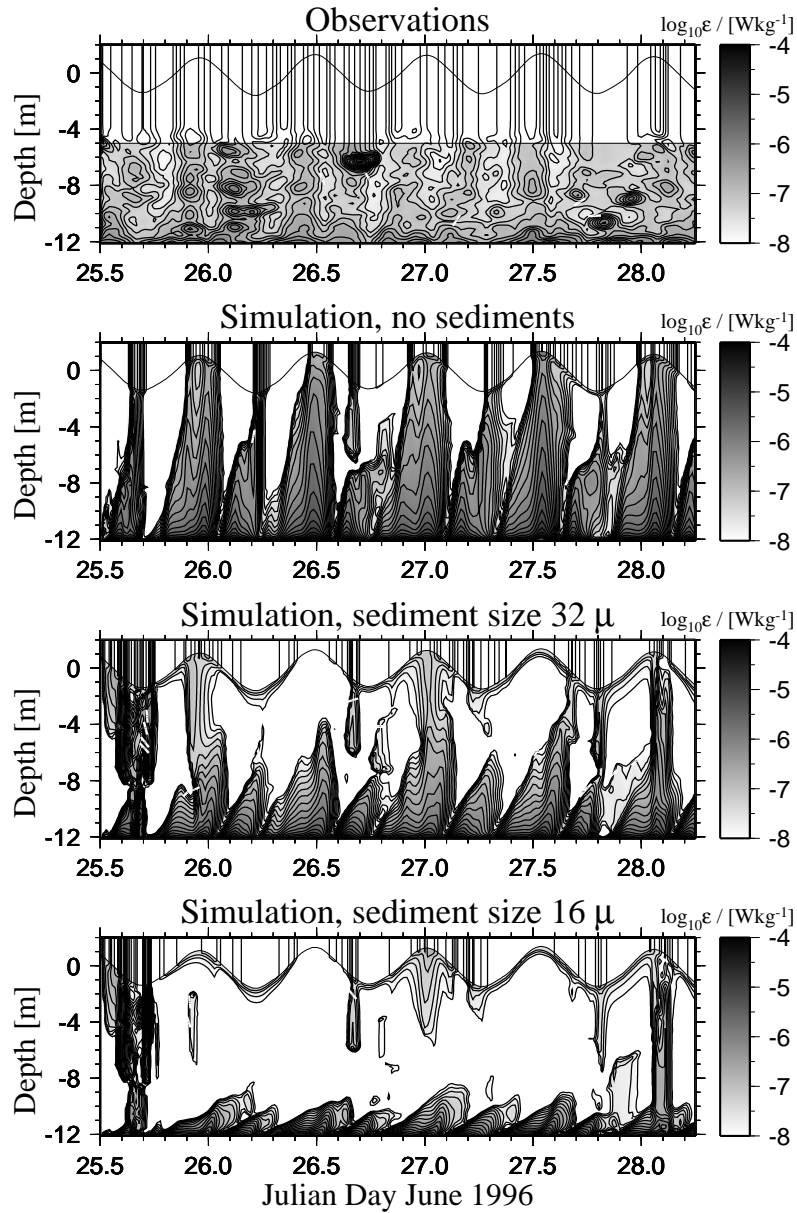 Observations
log₁₀ε / [Wkg⁻¹]
Depth [m]
0
-4
-8
-12
25.5 26.0 26.5 27.0 27.5 28.0
-4
-5
-6
-7
-8
Simulation, no sediments
log₁₀ε / [Wkg⁻¹]
Depth [m]
0
-4
-8
-12
25.5 26.0 26.5 27.0 27.5 28.0
-4
-5
-6
-7
-8
Simulation, sediment size 32 μ
log₁₀ε / [Wkg⁻¹]
Depth [m]
0
-4
-8
-12
25.5 26.0 26.5 27.0 27.5 28.0
-4
-5
-6
-7
-8
Simulation, sediment size 16 μ
log₁₀ε / [Wkg⁻¹]
Depth [m]
0
-4
-8
-12
25.5 26.0 26.5 27.0 27.5 28.0
-4
-5
-6
-7
-8
Julian Day June 1996